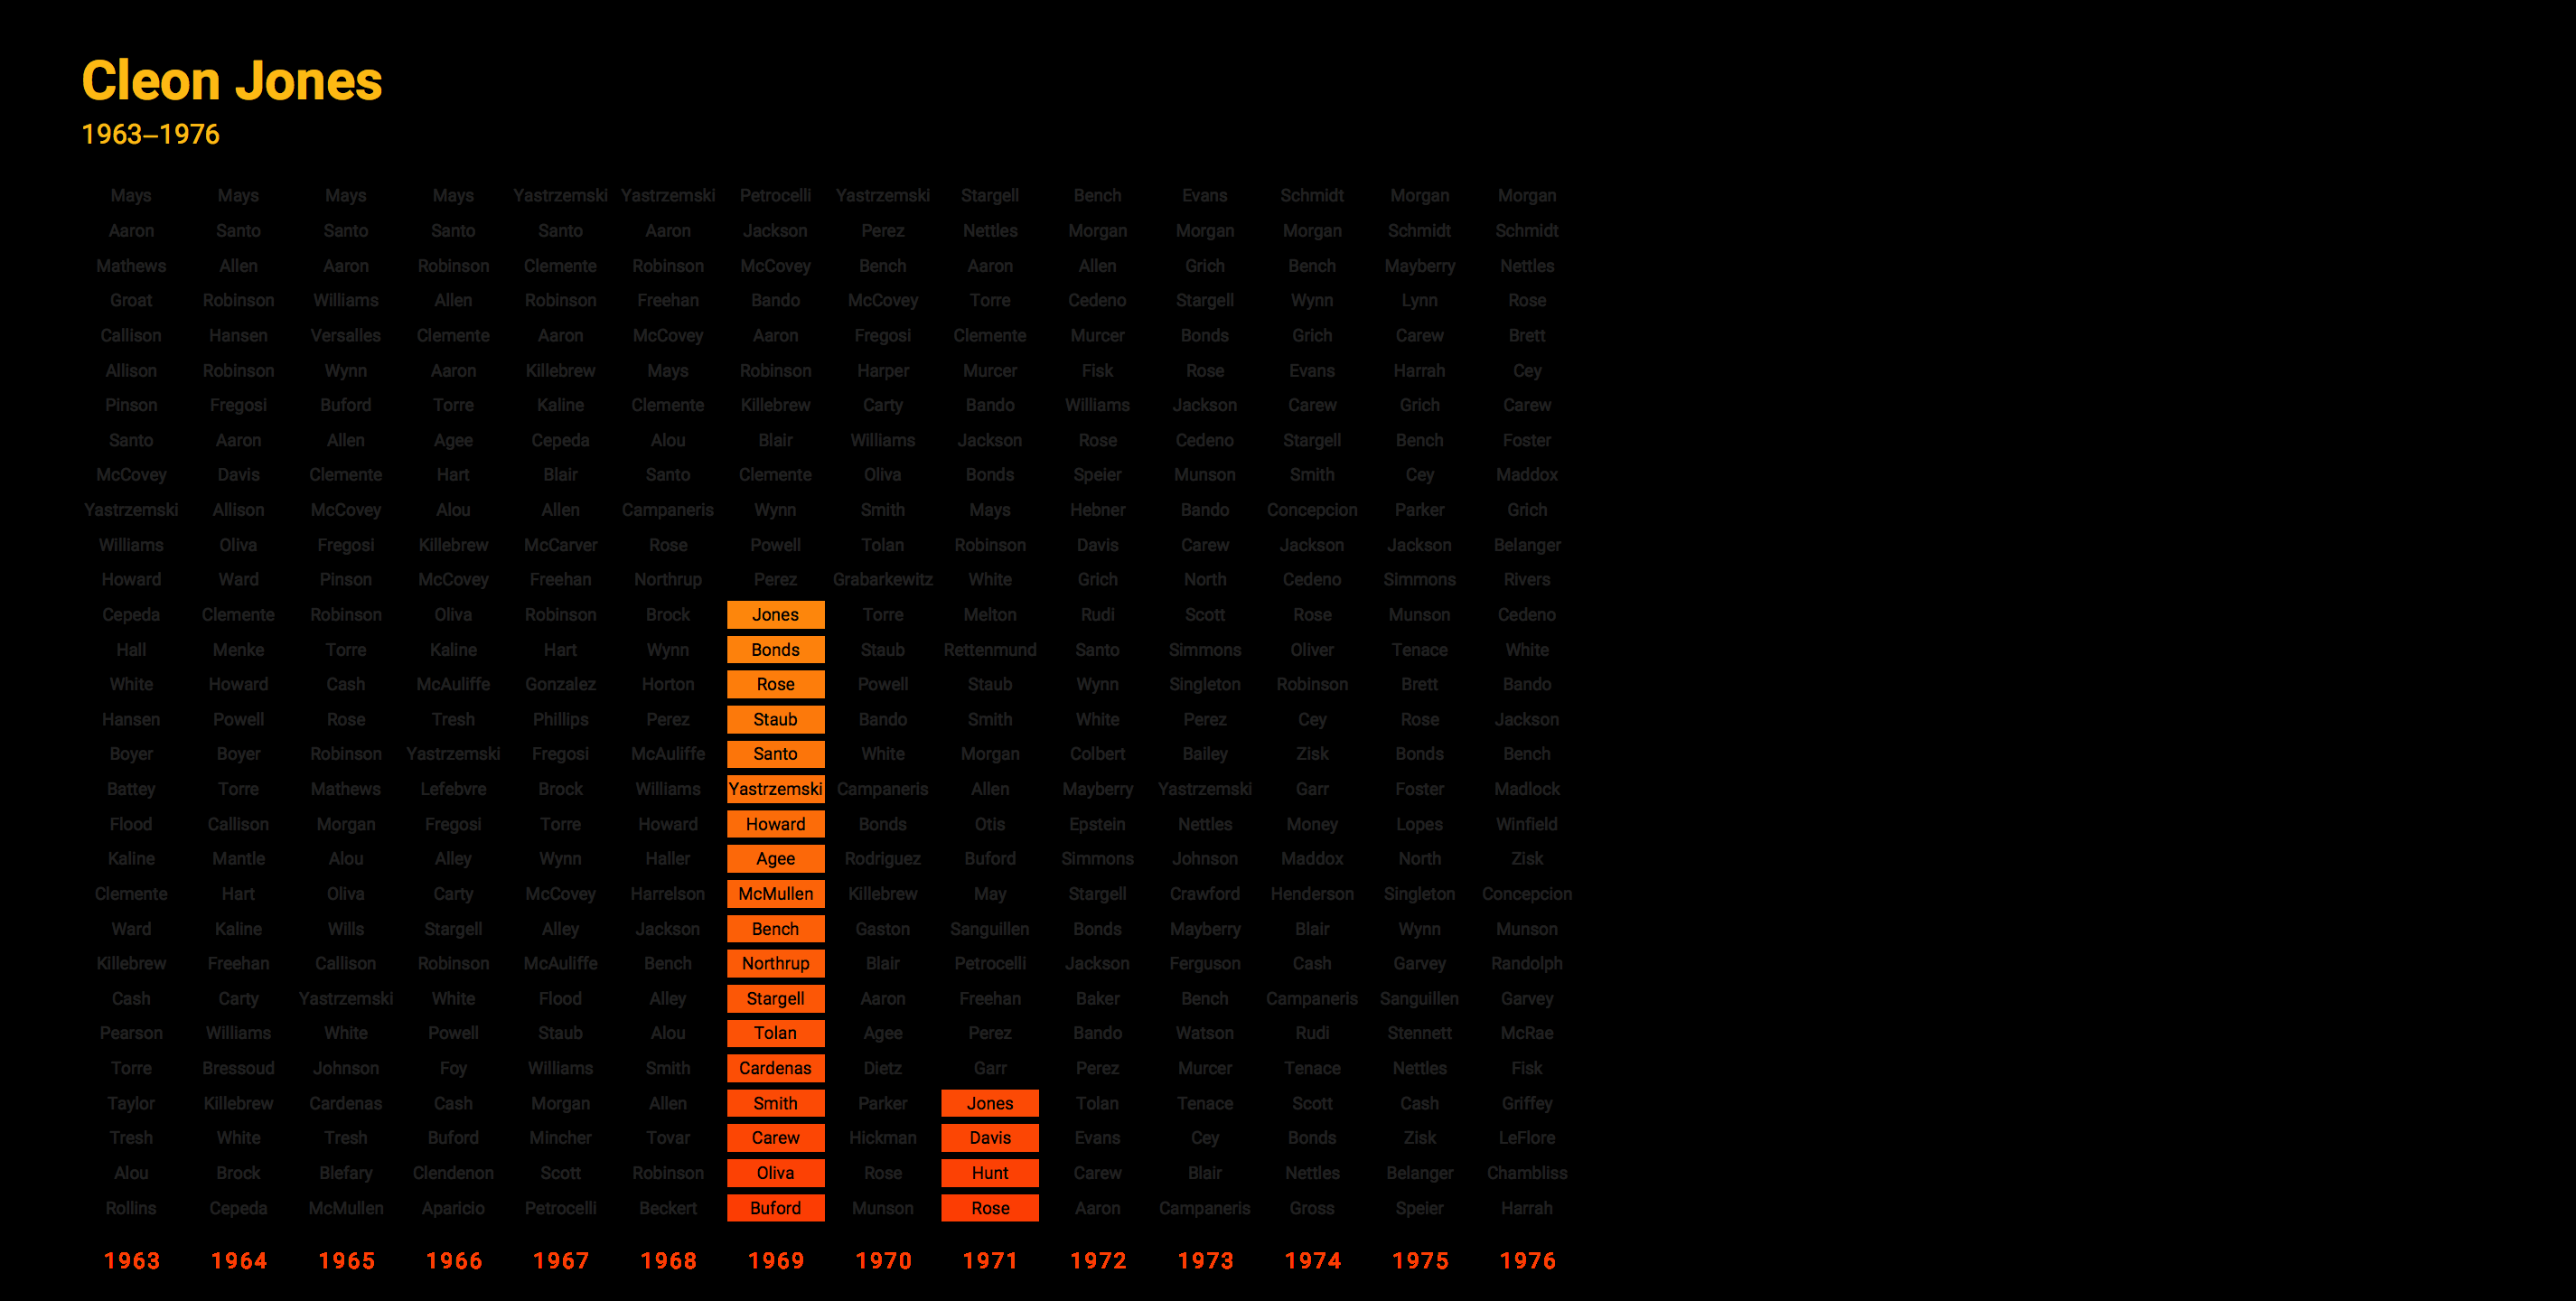 Cleon Jones
1963–1976
Mays Mays Mays Mays Yastrzemski Yastrzemski Petrocelli Yastrzemski Stargell Bench Evans Schmidt Morgan Morgan
Aaron Santo Santo Santo Santo Aaron Jackson Perez Nettles Morgan Morgan Morgan Schmidt Schmidt
Mathews Allen Aaron Robinson Clemente Robinson McCovey Bench Aaron Allen Grich Bench Mayberry Nettles
Groat Robinson Williams Allen Robinson Freehan Bando McCovey Torre Cedeno Stargell Wynn Lynn Rose
Callison Hansen Versalles Clemente Aaron McCovey Aaron Fregosi Clemente Murcer Bonds Grich Carew Brett
Allison Robinson Wynn Aaron Killebrew Mays Robinson Harper Murcer Fisk Rose Evans Harrah Cey
Pinson Fregosi Buford Torre Kaline Clemente Killebrew Carty Bando Williams Jackson Carew Grich Carew
Santo Aaron Allen Agee Cepeda Alou Blair Williams Jackson Rose Cedeno Stargell Bench Foster
McCovey Davis Clemente Hart Blair Santo Clemente Oliva Bonds Speier Munson Smith Cey Maddox
Yastrzemski Allison McCovey Alou Allen Campaneris Wynn Smith Mays Hebner Bando Concepcion Parker Grich
Williams Oliva Fregosi Killebrew McCarver Rose Powell Tolan Robinson Davis Carew Jackson Jackson Belanger
Howard Ward Pinson McCovey Freehan Northrup Perez Grabarkewitz White Grich North Cedeno Simmons Rivers
Cepeda Clemente Robinson Oliva Robinson Brock Jones Torre Melton Rudi Scott Rose Munson Cedeno
Hall Menke Torre Kaline Hart Wynn Bonds Staub Rettenmund Santo Simmons Oliver Tenace White
White Howard Cash McAuliffe Gonzalez Horton Rose Powell Staub Wynn Singleton Robinson Brett Bando
Hansen Powell Rose Tresh Phillips Perez Staub Bando Smith White Perez Cey Rose Jackson
Boyer Boyer Robinson Yastrzemski Fregosi McAuliffe Santo White Morgan Colbert Bailey Zisk Bonds Bench
Battey Torre Mathews Lefebvre Brock Williams Yastrzemski Campaneris Allen Mayberry Yastrzemski Garr Foster Madlock
Flood Callison Morgan Fregosi Torre Howard Howard Bonds Otis Epstein Nettles Money Lopes Winfield
Kaline Mantle Alou Alley Wynn Haller Agee Rodriguez Buford Simmons Johnson Maddox North Zisk
Clemente Hart Oliva Carty McCovey Harrelson McMullen Killebrew May Stargell Crawford Henderson Singleton Concepcion
Ward Kaline Wills Stargell Alley Jackson Bench Gaston Sanguillen Bonds Mayberry Blair Wynn Munson
Killebrew Freehan Callison Robinson McAuliffe Bench Northrup Blair Petrocelli Jackson Ferguson Cash Garvey Randolph
Cash Carty Yastrzemski White Flood Alley Stargell Aaron Freehan Baker Bench Campaneris Sanguillen Garvey
Pearson Williams White Powell Staub Alou Tolan Agee Perez Bando Watson Rudi Stennett McRae
Torre Bressoud Johnson Foy Williams Smith Cardenas Dietz Garr Perez Murcer Tenace Nettles Fisk
Taylor Killebrew Cardenas Cash Morgan Allen Smith Parker Jones Tolan Tenace Scott Cash Griffey
Tresh White Tresh Buford Mincher Tovar Carew Hickman Davis Evans Cey Bonds Zisk LeFlore
Alou Brock Blefary Clendenon Scott Robinson Oliva Rose Hunt Carew Blair Nettles Belanger Chambliss
Rollins Cepeda McMullen Aparicio Petrocelli Beckert Buford Munson Rose Aaron Campaneris Gross Speier Harrah
1963 1964 1965 1966 1967 1968 1969 1970 1971 1972 1973 1974 1975 1976